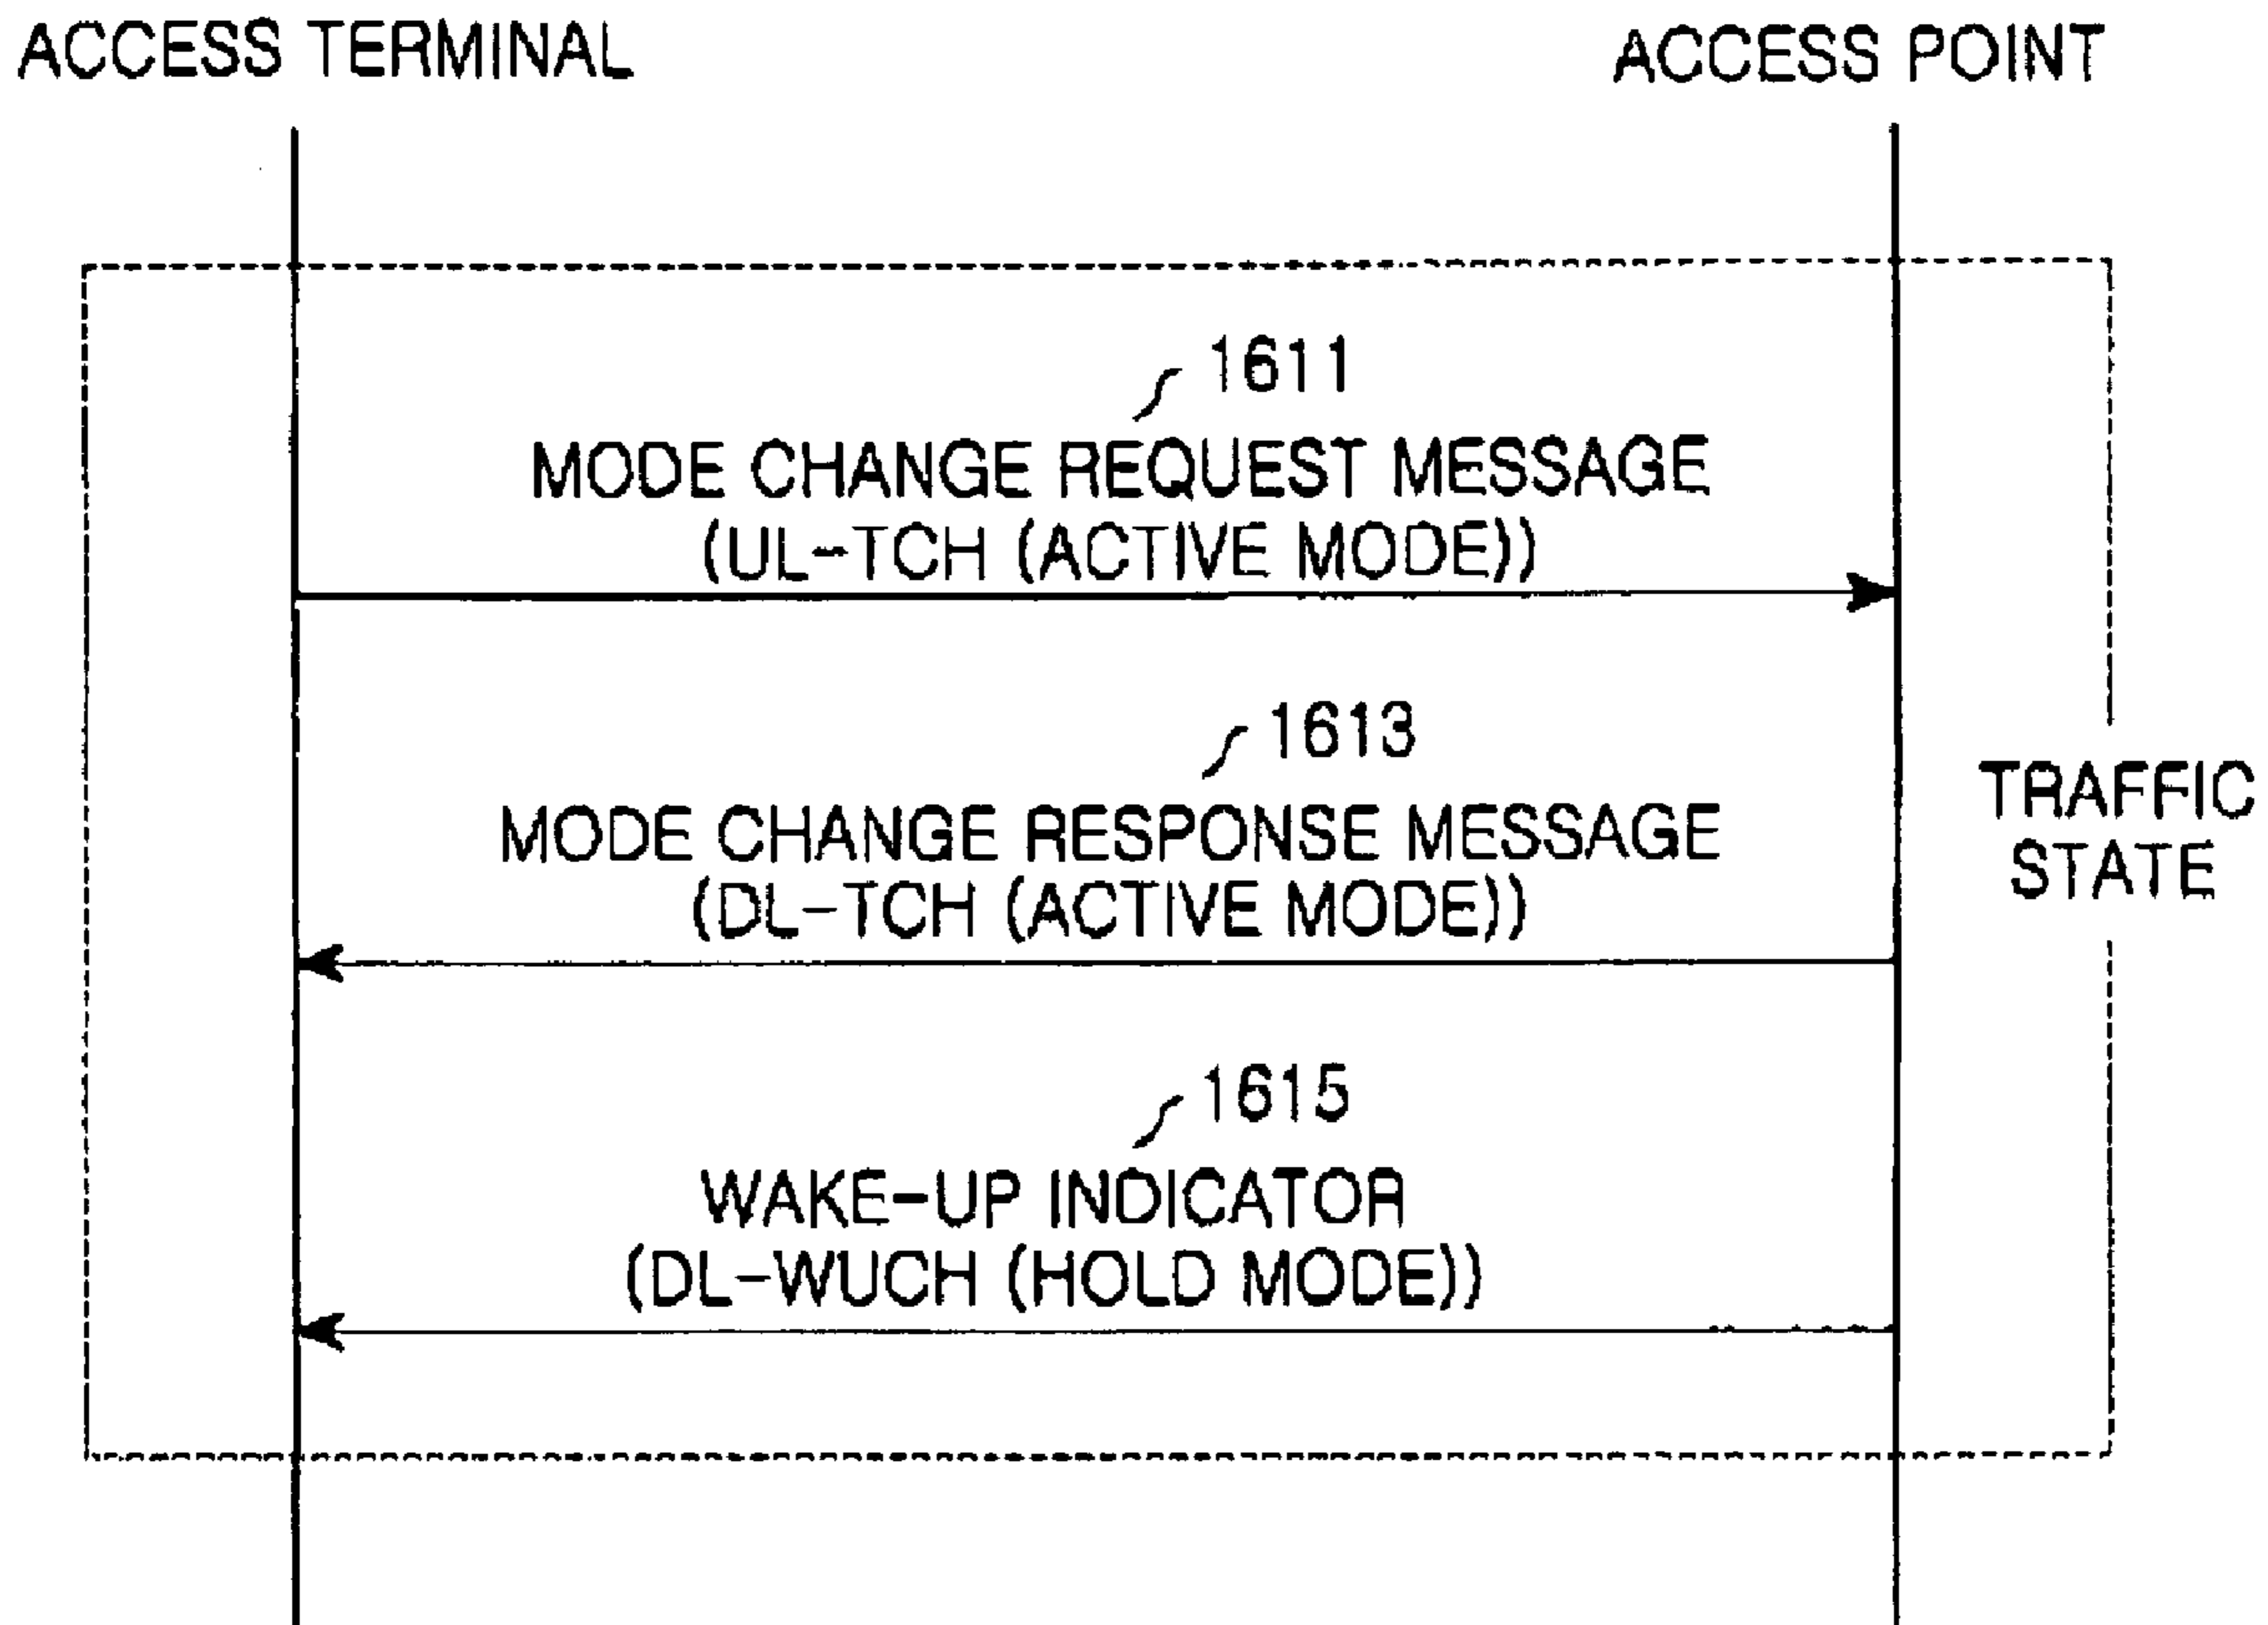 ACCESS TERMINAL
ACCESS POINT
1611
MODE CHANGE REQUEST MESSAGE
(UL-TCH (ACTIVE MODE))
1613
MODE CHANGE RESPONSE MESSAGE
(DL-TCH (ACTIVE MODE))
TRAFFIC
STATE
1615
WAKE-UP INDICATOR
(DL-WUCH (HOLD MODE))